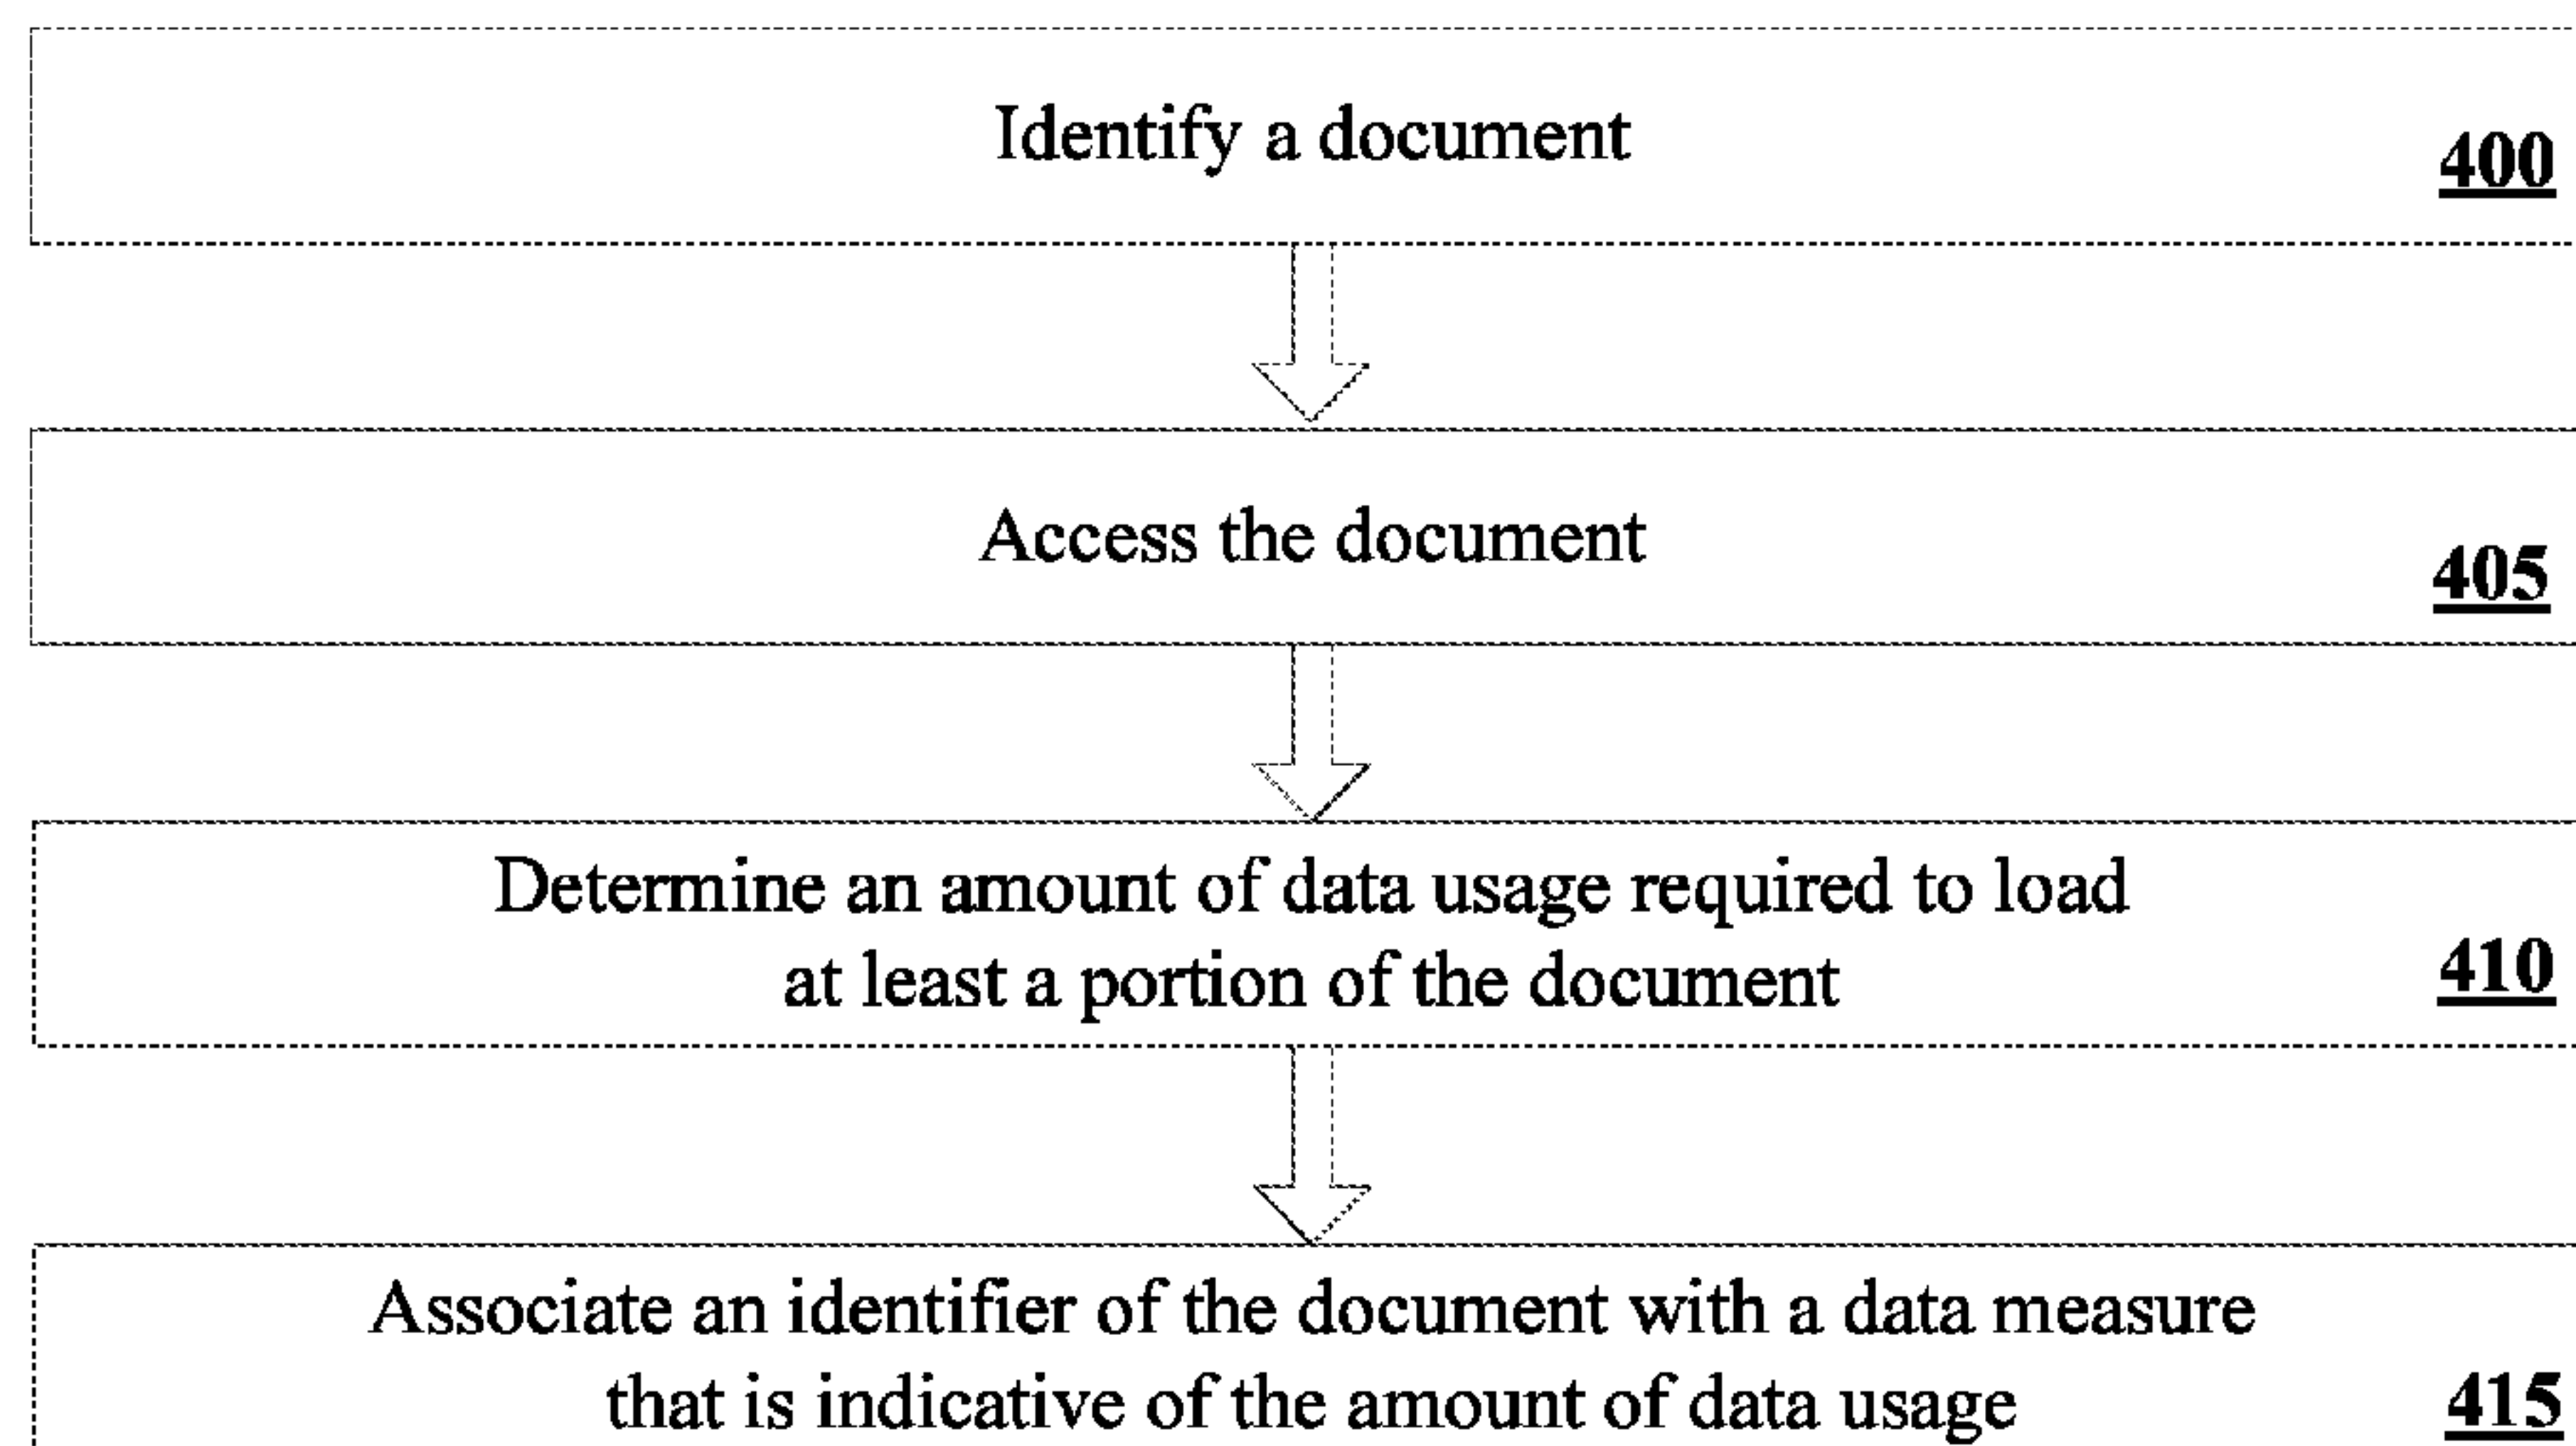 Identify a document
400
Access the document
405
Determine an amount of data usage required to load
at least a portion of the document
410
Associate an identifier of the document with a data measure
that is indicative of the amount of data usage
415